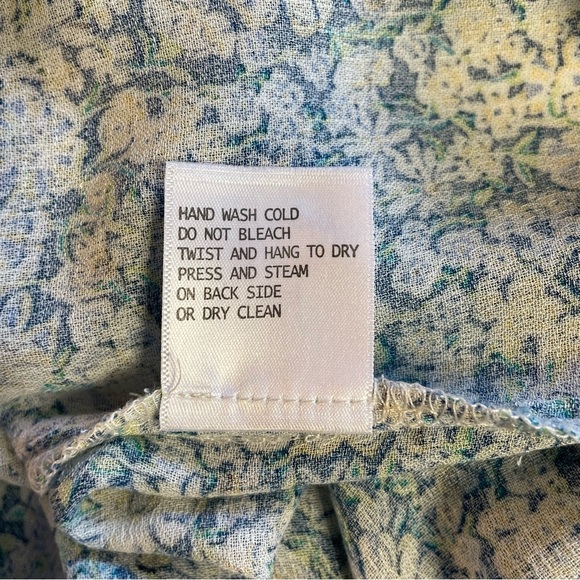 HAND WASH COLD
DO NOT BLEACH
TWIST AND HANG TO DRY
PRESS AND STEAM
ON BACK SIDE
OR DRY CLEAN